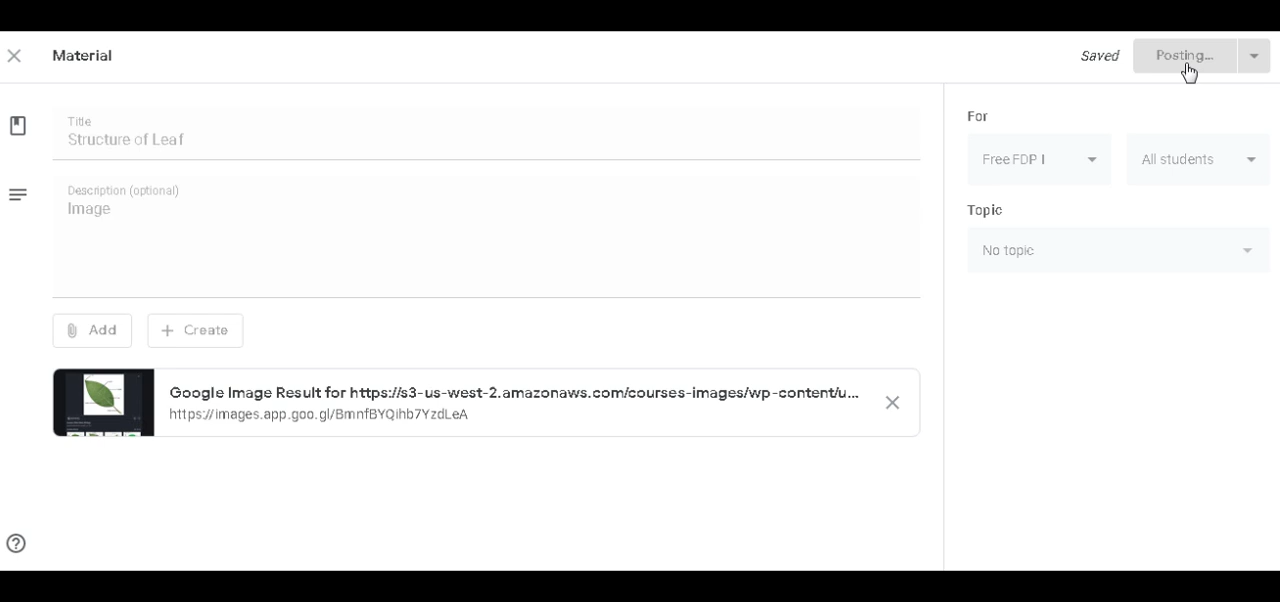 Material
Saved
Posting...
Title
Structure of Leaf
Description (optional)
Image
Add
Create
Google Image Result for https://s3-us-west-2.amazonaws.com/courses-images/wp-content/u...
https://images.app.goo.gl/BmnfBYQihb7YzdLeA
For
Free FDP I
All students
Topic
No topic